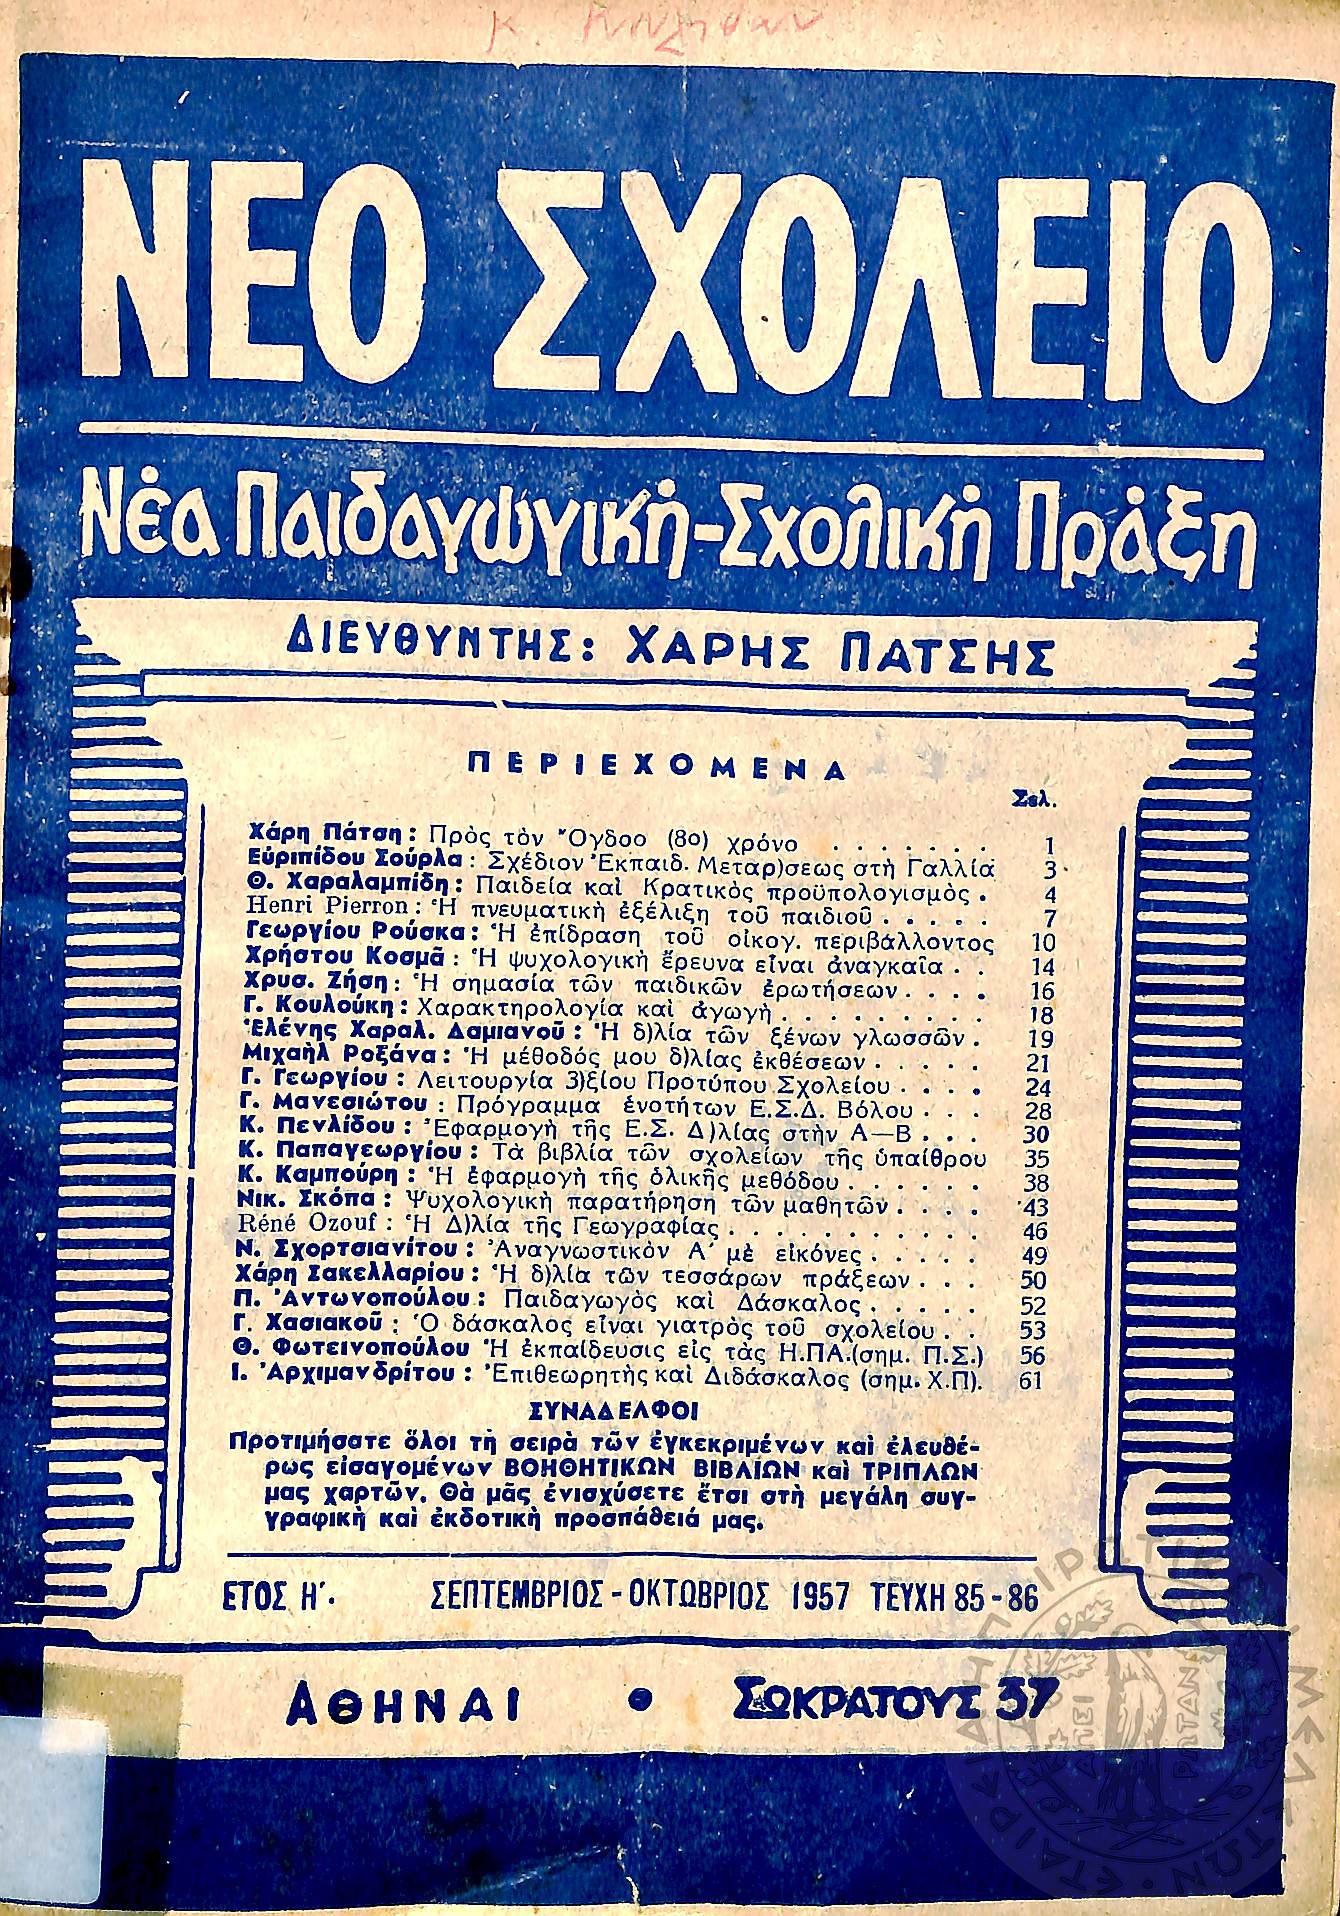 ΝΕΟ ΣΧΟΛΕΙΟ
Νέα Παιδαγωγική-Σχολική Πράξη
ΔΙΕΥΘΥΝΤΗΣ: ΧΑΡΗΣ ΠΑΤΣΗΣ
ΠΕΡΙΕΧΟΜΕΝΑ
Σελ.
Χάρη Πάτση: Πρὸς τὸν Ὄγδοο (8ο) χρόνο . . . . . . . 1
Εὐριπίδου Σούρλα: Σχέδιον Ἐκπαιδ. Μεταρ)σεως στὴ Γαλλία 3
Θ. Χαραλαμπίδη: Παιδεία καὶ Κρατικὸς προϋπολογισμὸς . 4
Henri Pierron: Ἡ πνευματικὴ ἐξέλιξη τοῦ παιδιοῦ . . . . . 7
Γεωργίου Ρούσκα: Ἡ ἐπίδραση τοῦ οἰκογ. περιβάλλοντος 10
Χρήστου Κοσμᾶ: Ἡ ψυχολογικὴ ἔρευνα εἶναι ἀναγκαῖα . . 14
Χρυσ. Ζήση: Ἡ σημασία τῶν παιδικῶν ἐρωτήσεων . . . . 16
Γ. Κουλούκη: Χαρακτηρολογία καὶ ἀγωγὴ . . . . . . . . . 18
Ἑλένης Χαραλ. Δαμιανοῦ: Ἡ δ)λία τῶν ξένων γλωσσῶν . 19
Μιχαὴλ Ροξάνα: Ἡ μέθοδός μου δ)λίας ἐκθέσεων . . . . . 21
Γ. Γεωργίου: Λειτουργία 3)ξίου Προτύπου Σχολείου . . . . 24
Γ. Μανεσιώτου: Πρόγραμμα ἑνοτήτων Ε.Σ.Δ. Βόλου . . . 28
Κ. Πενλίδου: Ἐφαρμογὴ τῆς Ε.Σ. Δ)λίας στὴν Α—Β . . . 30
Κ. Παπαγεωργίου: Τὰ βιβλία τῶν σχολείων τῆς ὑπαίθρου 35
Κ. Καμπούρη: Ἡ ἐφαρμογὴ τῆς ὁλικῆς μεθόδου . . . . . . 38
Νικ. Σκόπα: Ψυχολογικὴ παρατήρηση τῶν μαθητῶν . . . . 43
Réné Ozouf: Ἡ Δ)λία τῆς Γεωγραφίας . . . . . . . . . . . 46
Ν. Σχορτσιανίτου: Ἀναγνωστικὸν Α΄ μὲ εἰκόνες . . . . . 49
Χάρη Σακελλαρίου: Ἡ δ)λία τῶν τεσσάρων πράξεων . . . 50
Π. Ἀντωνοπούλου: Παιδαγωγὸς καὶ Δάσκαλος . . . . . 52
Γ. Χασιακοῦ: Ὁ δάσκαλος εἶναι γιατρὸς τοῦ σχολείου . . 53
Θ. Φωτεινοπούλου Ἡ ἐκπαίδευσις εἰς τὰς Η.ΠΑ.(σημ. Π.Σ.) 56
Ι. Ἀρχιμανδρίτου: Ἐπιθεωρητὴς καὶ Διδάσκαλος (σημ. Χ.Π). 61
ΣΥΝΑΔΕΛΦΟΙ
Προτιμήσατε ὅλοι τὴ σειρὰ τῶν ἐγκεκριμένων καὶ ἐλευθέ-
ρως εἰσαγομένων ΒΟΗΘΗΤΙΚΩΝ ΒΙΒΛΙΩΝ καὶ ΤΡΙΠΛΩΝ
μας χαρτῶν. Θὰ μᾶς ἐνισχύσετε ἔτσι στὴ μεγάλη συγ-
γραφικὴ καὶ ἐκδοτικὴ προσπάθειά μας.
ΕΤΟΣ Η΄. ΣΕΠΤΕΜΒΡΙΟΣ - ΟΚΤΩΒΡΙΟΣ 1957 ΤΕΥΧΗ 85 - 86
ΑΘΗΝΑΙ • ΣΩΚΡΑΤΟΥΣ 37
ΕΤΑΙΡΕΙΑ ΗΠΕΙΡΩΤΙΚΩΝ ΜΕΛΕΤΩΝ
ΑΠΕΙ ΡΩΤΑΝ